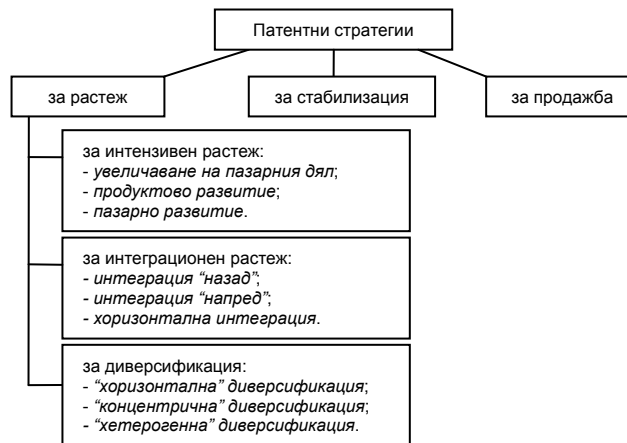 Патентни стратегии
за растеж
за стабилизация
за продажба
за интензивен растеж:
- увеличаване на пазарния дял;
- продуктово развитие;
- пазарно развитие.
за интеграционен растеж:
- интеграция “назад”;
- интеграция “напред”;
- хоризонтална интеграция.
за диверсификация:
- “хоризонтална” диверсификация;
- “концентрична” диверсификация;
- “хетерогенна” диверсификация.